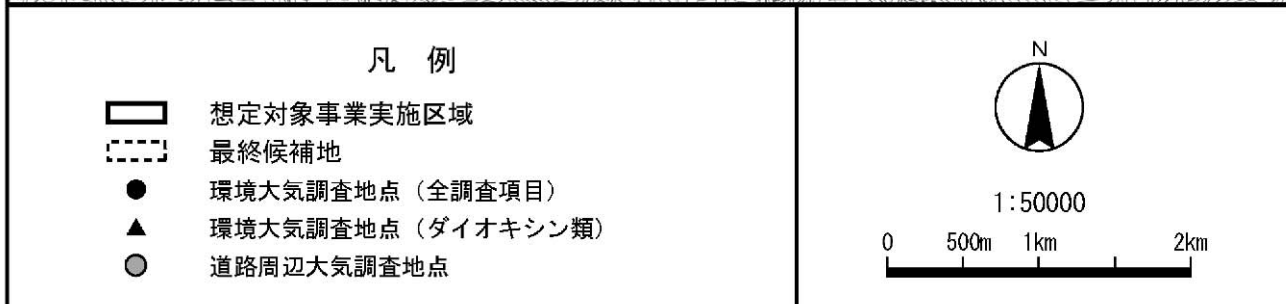 凡 例
想定対象事業実施区域
最終候補地
環境大気調査地点（全調査項目）
環境大気調査地点（ダイオキシン類）
道路周辺大気調査地点
N
1:50000
0 500m 1km 2km